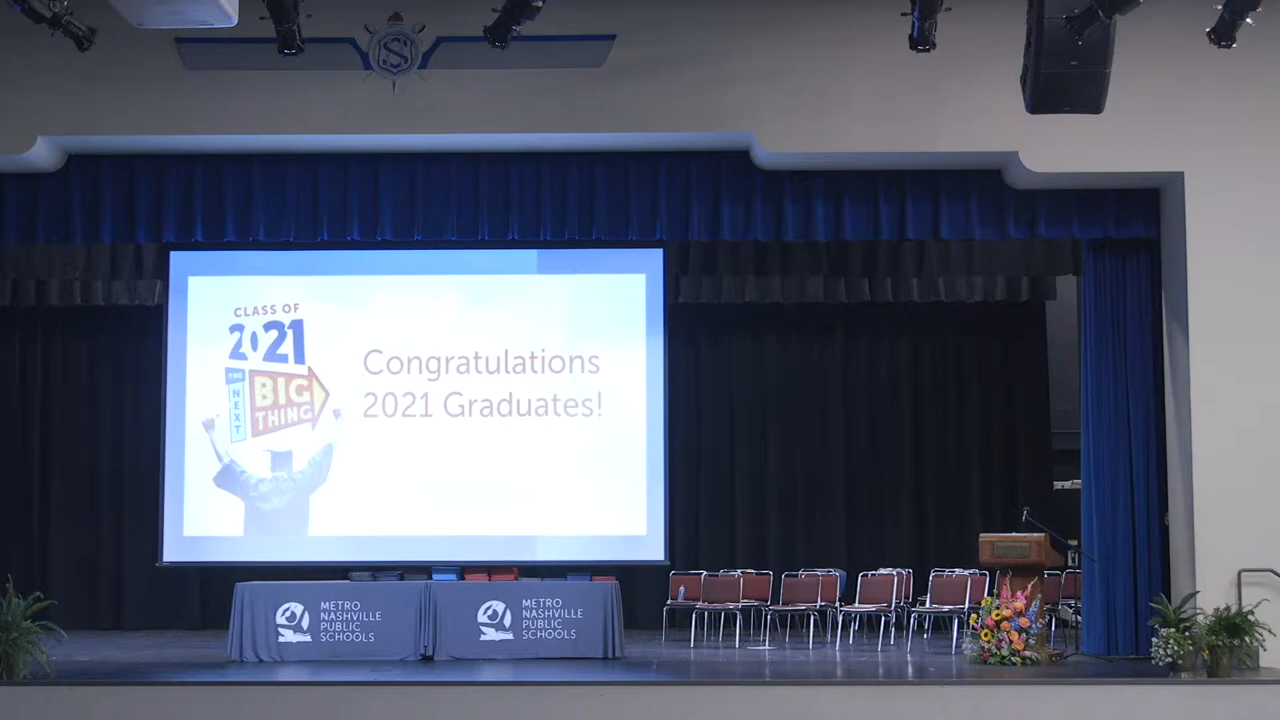 S
CLASS OF
2021
THE
NEXT
BIG
THING
Congratulations
2021 Graduates!
METRO
NASHVILLE
PUBLIC
SCHOOLS
METRO
NASHVILLE
PUBLIC
SCHOOLS